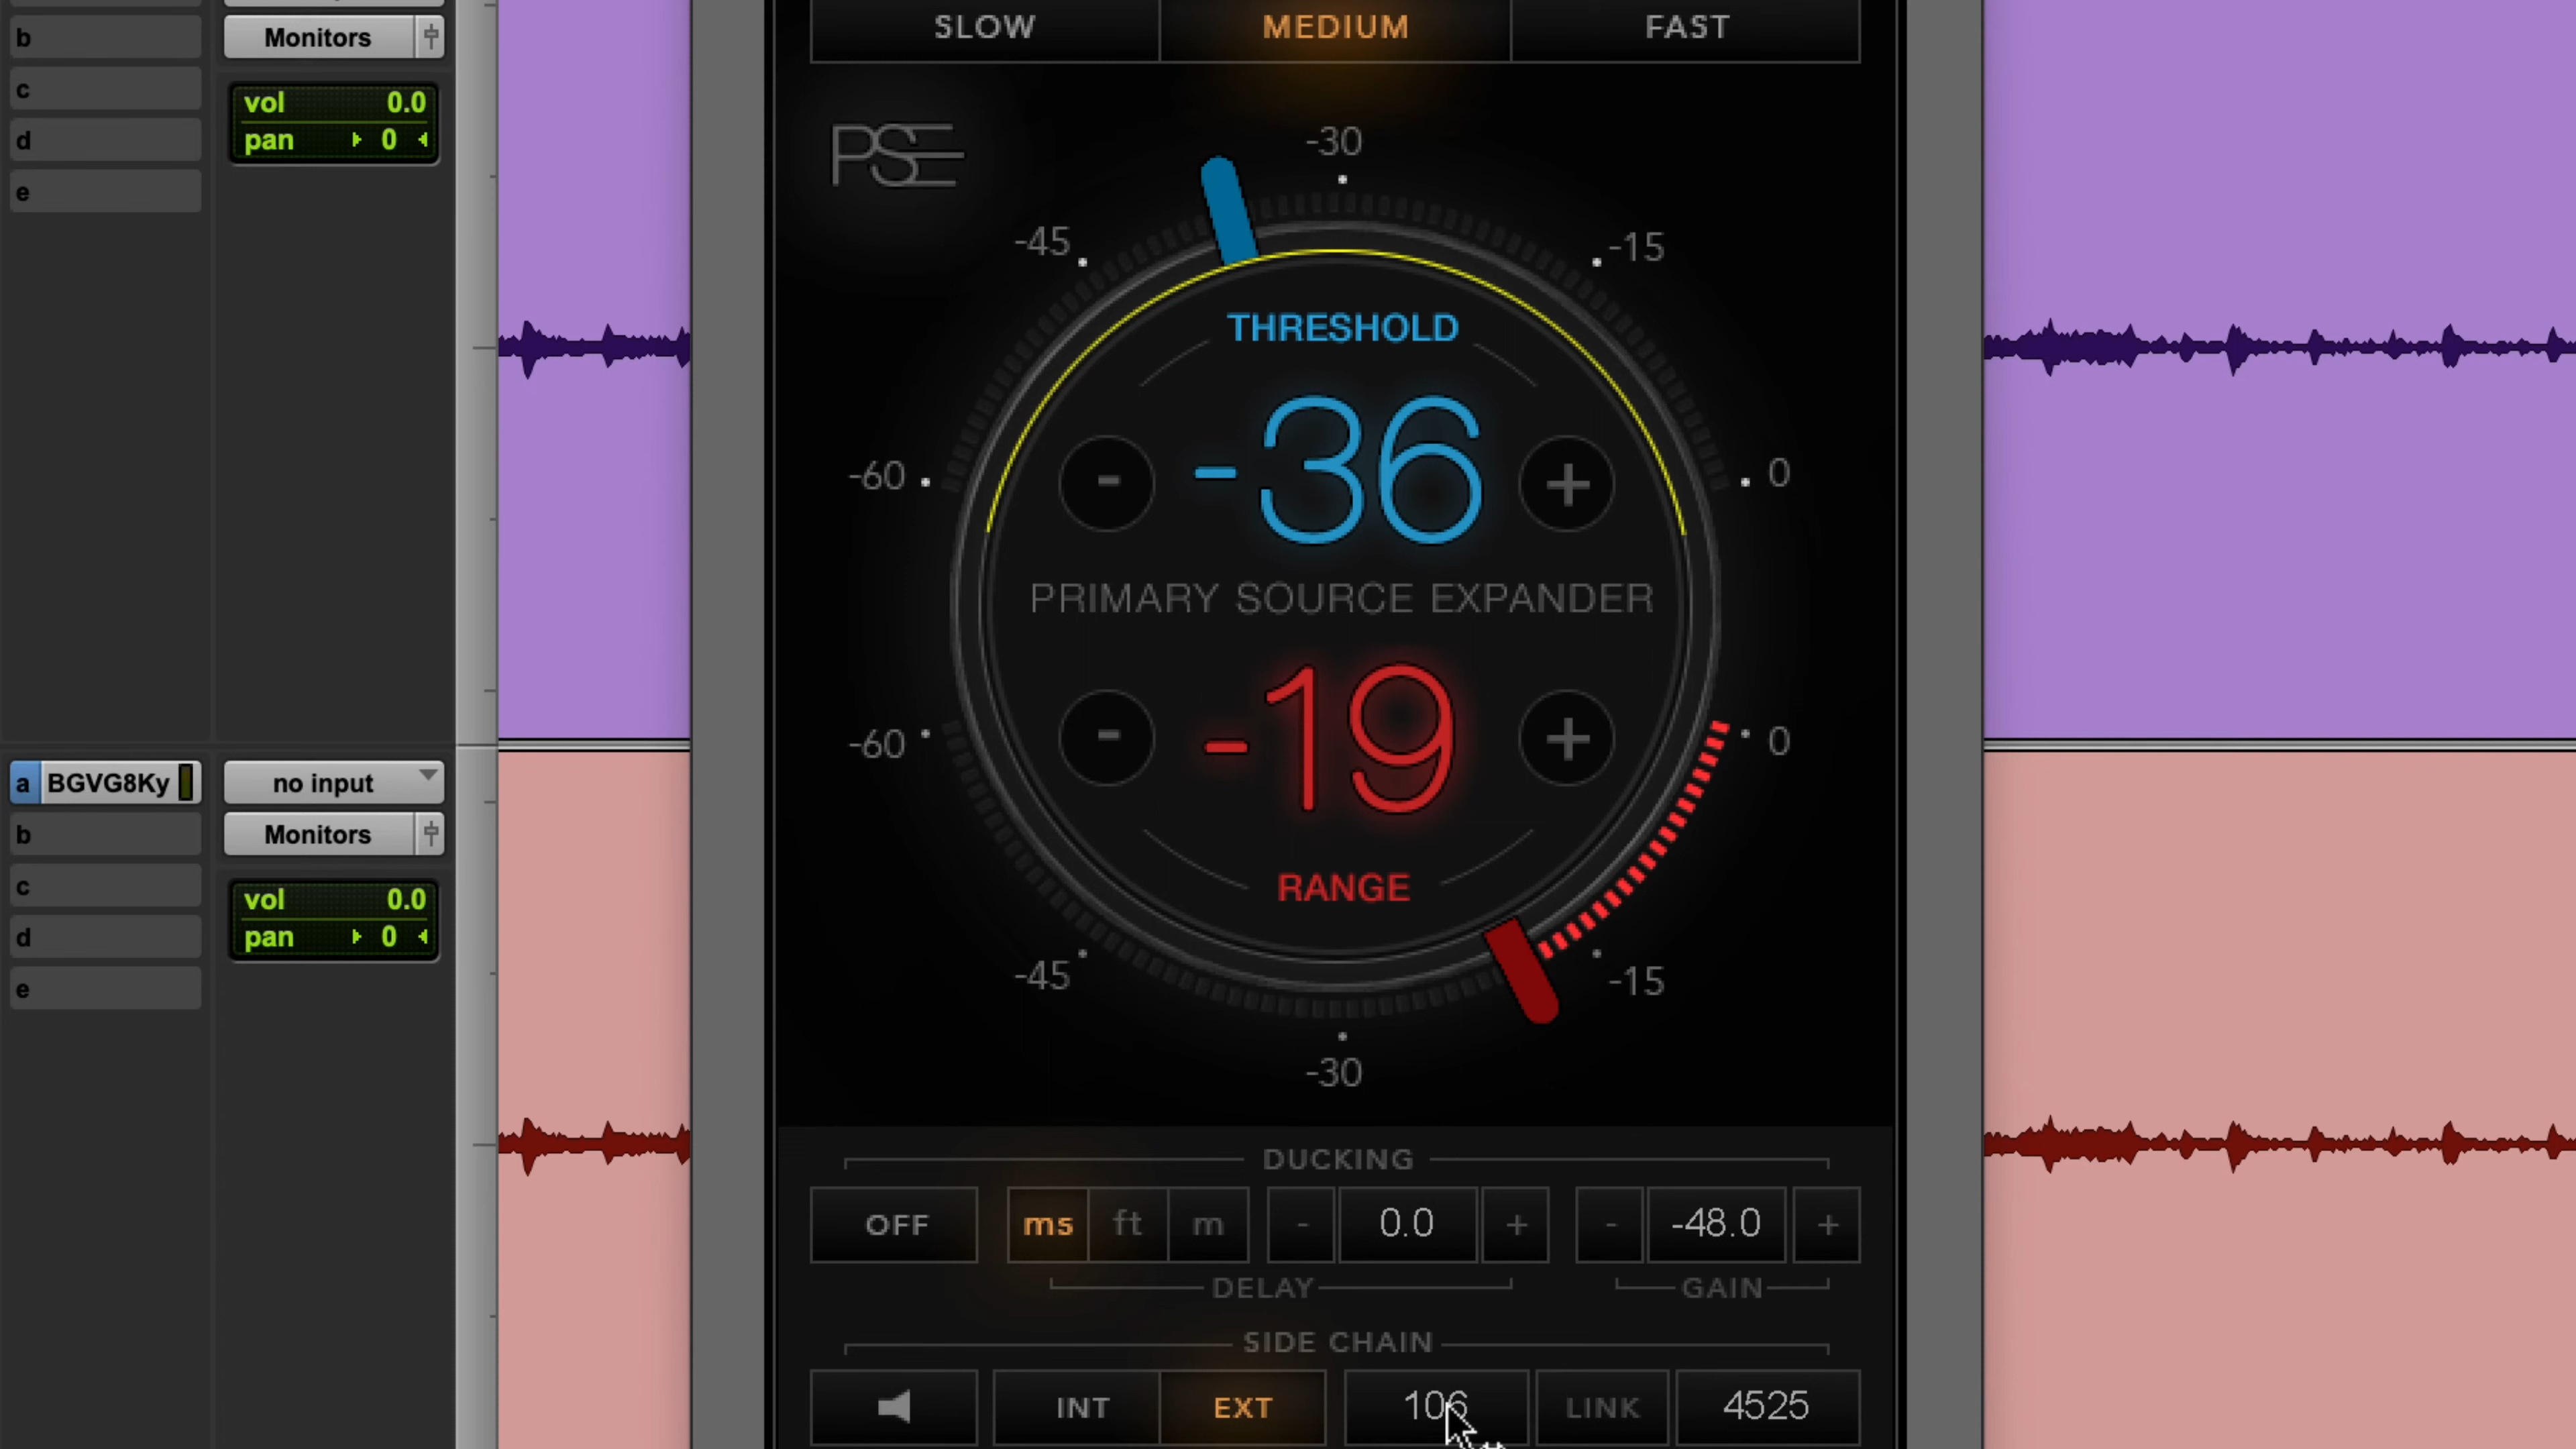 SLOW MEDIUM FAST
b Monitors
c vol 0.0
d pan 0
e
PSE
-30
-45 -15
THRESHOLD
-60 - -36 + 0
PRIMARY SOURCE EXPANDER
-60 - -19 + 0
RANGE
-45 -15
-30
a BGVG8Ky no input
b Monitors
c vol 0.0
d pan 0
e
DUCKING
OFF ms ft m - 0.0 + - -48.0 +
DELAY GAIN
SIDE CHAIN
INT EXT 106 LINK 4525